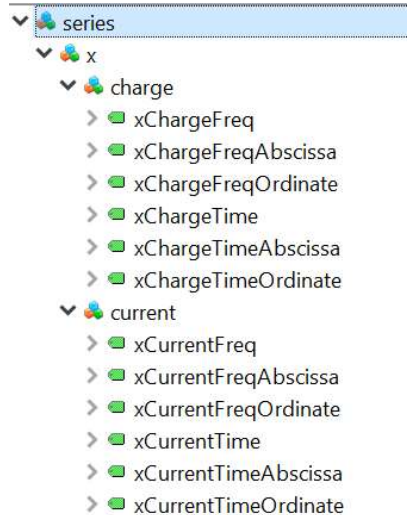 series
x
charge
xChargeFreq
xChargeFreqAbscissa
xChargeFreqOrdinate
xChargeTime
xChargeTimeAbscissa
xChargeTimeOrdinate
current
xCurrentFreq
xCurrentFreqAbscissa
xCurrentFreqOrdinate
xCurrentTime
xCurrentTimeAbscissa
xCurrentTimeOrdinate